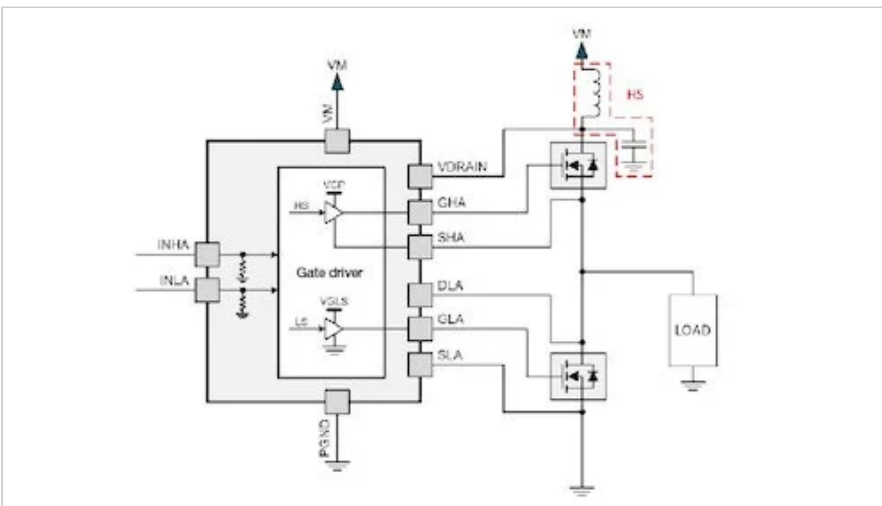 VM
VM
HS
VM
VDRAIN
VCP
HS
GHA
SHA
INHA
INLA
Gate driver
DLA
VGLS
GLA
LS
LOAD
SLA
PGND